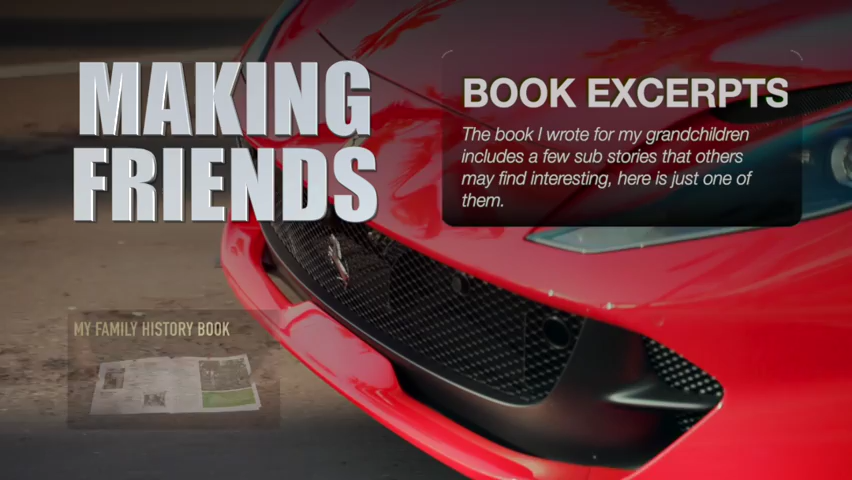 MAKING
FRIENDS
BOOK EXCERPTS
The book I wrote for my grandchildren
includes a few sub stories that others
may find interesting, here is just one of
them.
MY FAMILY HISTORY BOOK